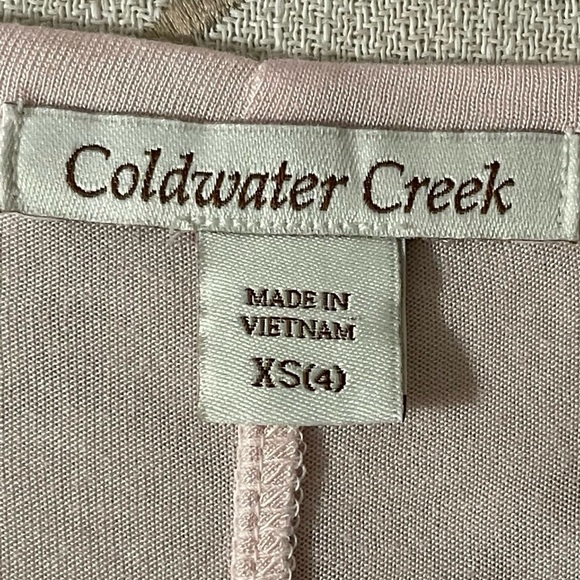 Coldwater Creek
MADE IN
VIETNAM
XS(4)